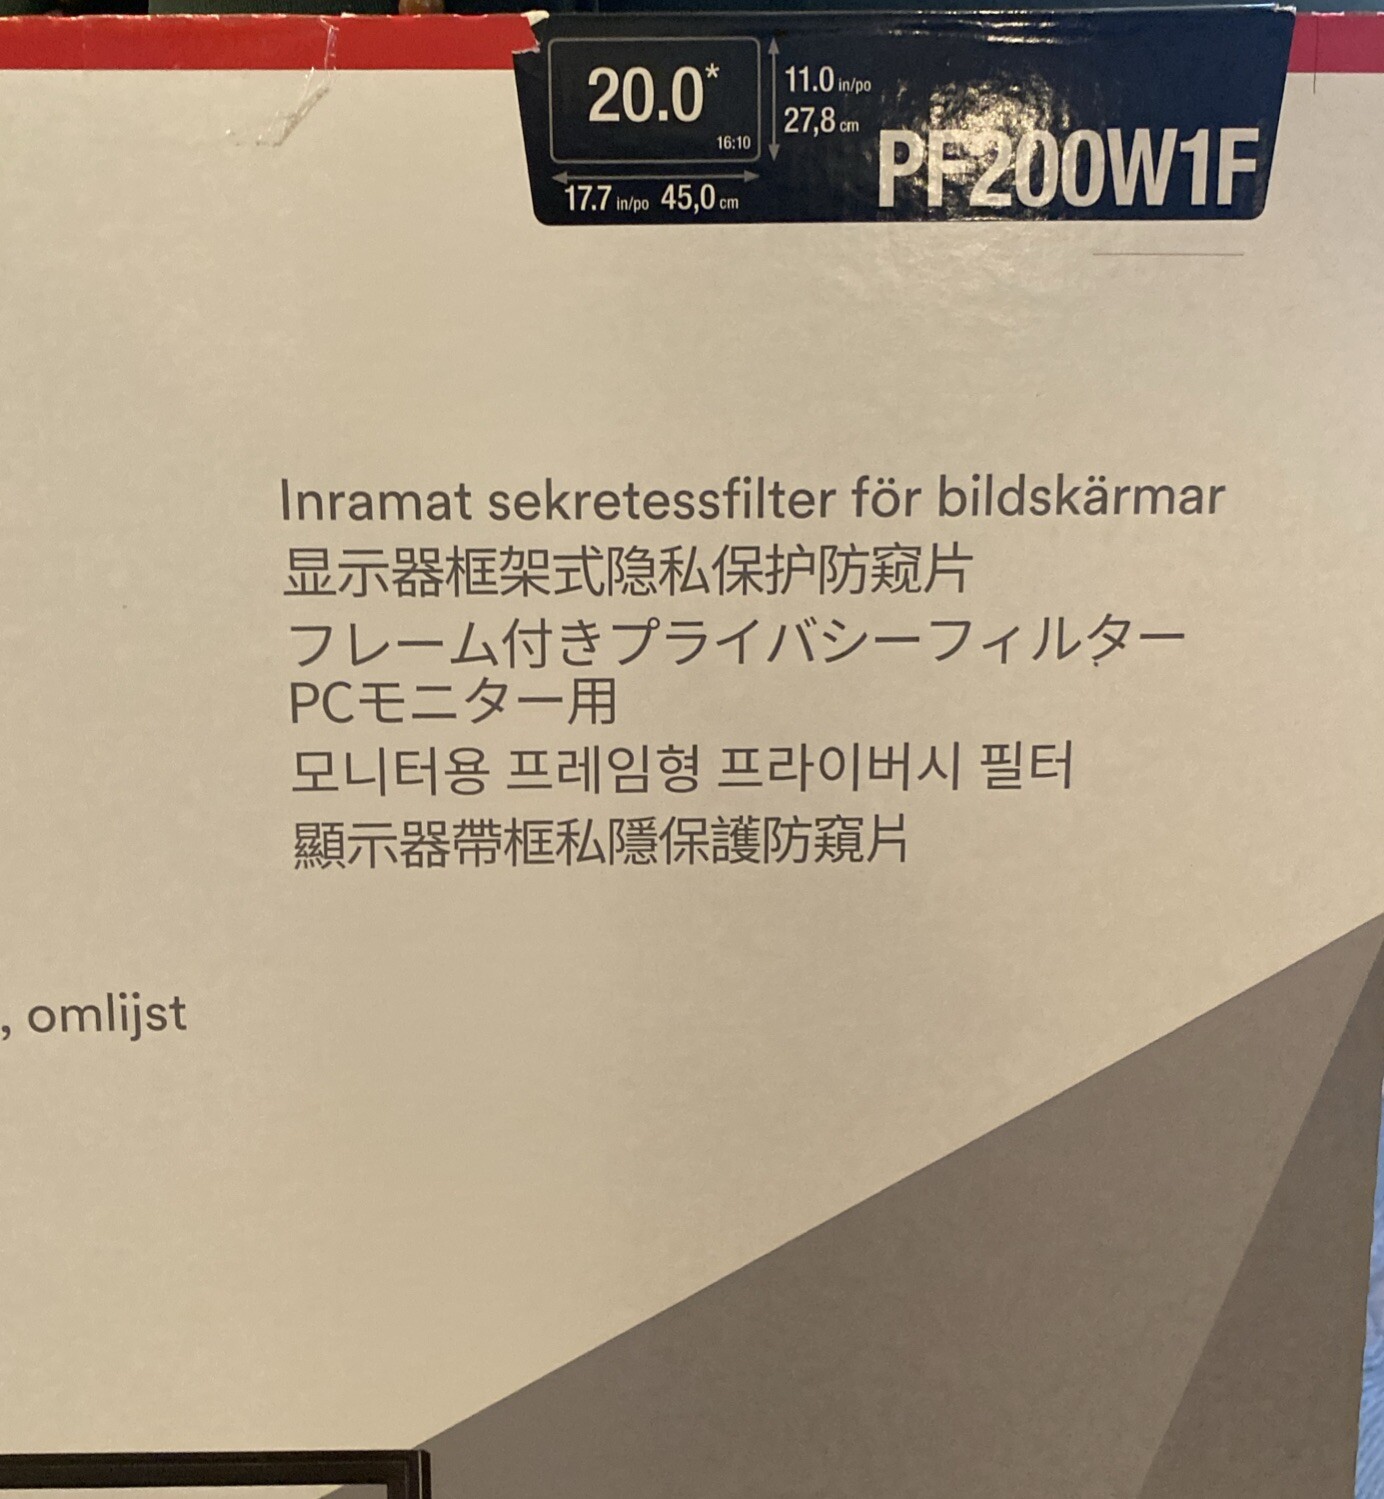 20.0*
16:10
11.0 in/po
27,8 cm
17.7 in/po 45,0 cm
PF200W1F
Inramat sekretessfilter för bildskärmar
显示器框架式隐私保护防窥片
フレーム付きプライバシーフィルター
PCモニター用
모니터용 프레임형 프라이버시 필터
顯示器帶框私隱保護防窺片
, omlijst